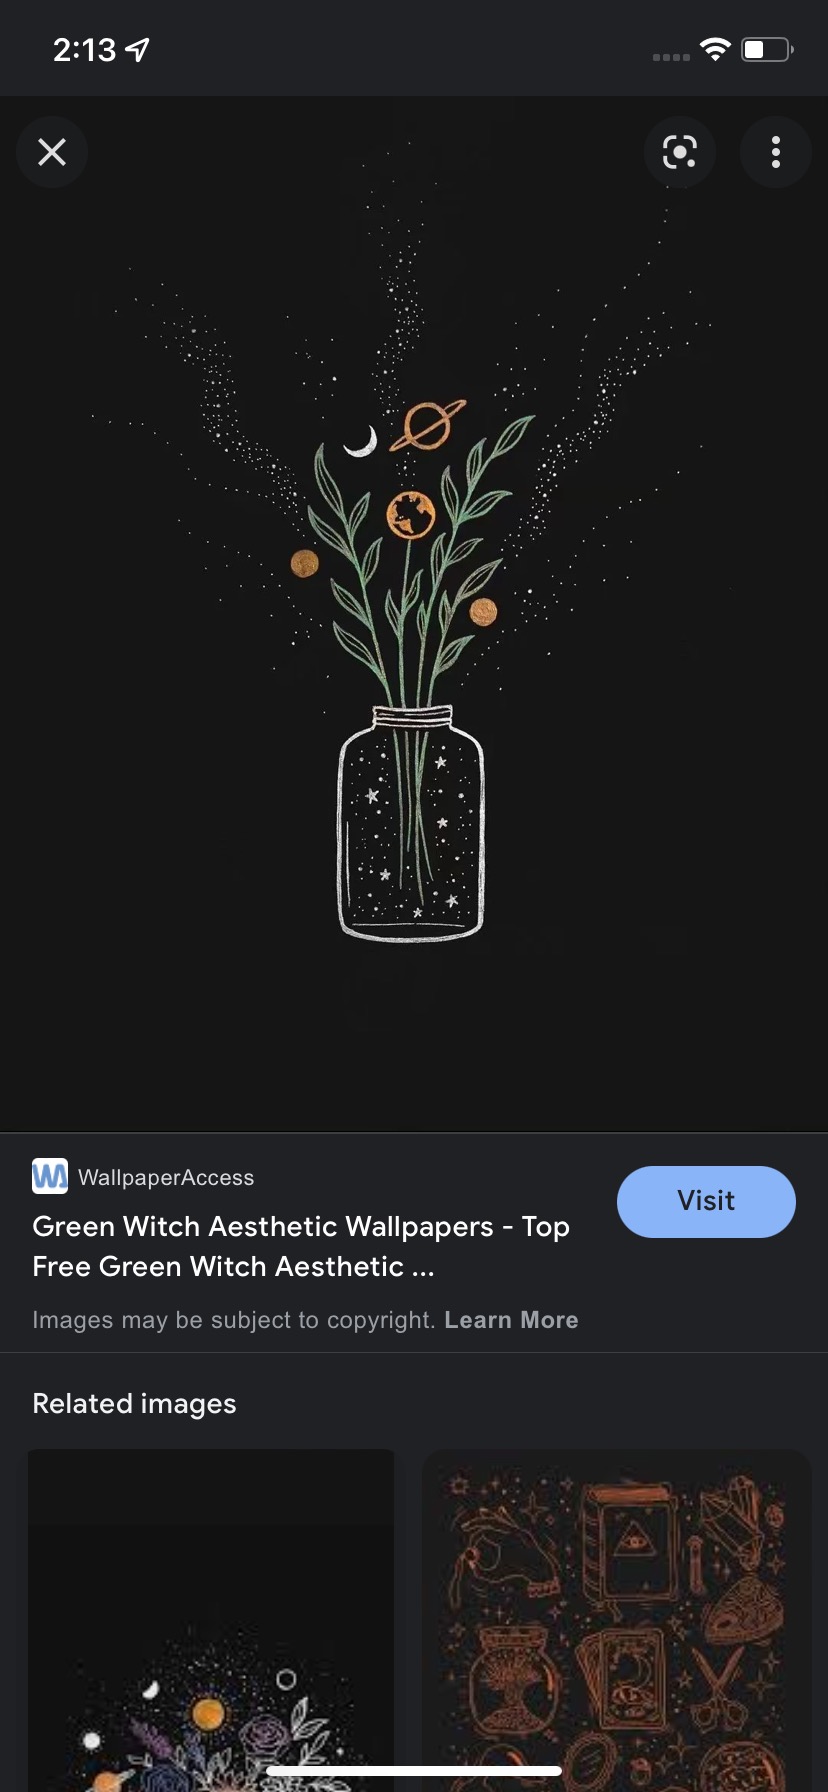 2:13
WA WallpaperAccess
Visit
Green Witch Aesthetic Wallpapers - Top
Free Green Witch Aesthetic ...
Images may be subject to copyright. Learn More
Related images